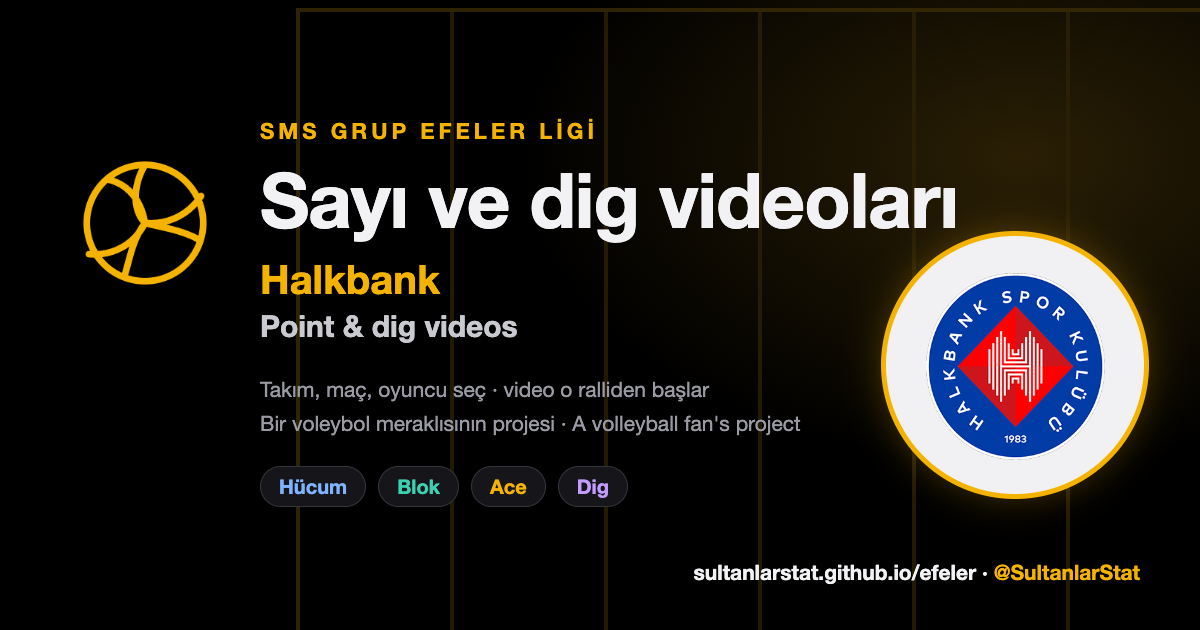 SMS GRUP EFELER LİGİ
Sayı ve dig videoları
Halkbank
Point & dig videos
Takım, maç, oyuncu seç · video o ralliden başlar
Bir voleybol meraklısının projesi · A volleyball fan's project
Hücum
Blok
Ace
Dig
HALKBANK SPOR KULÜBÜ
1983
sultanlarstat.github.io/efeler · @SultanlarStat